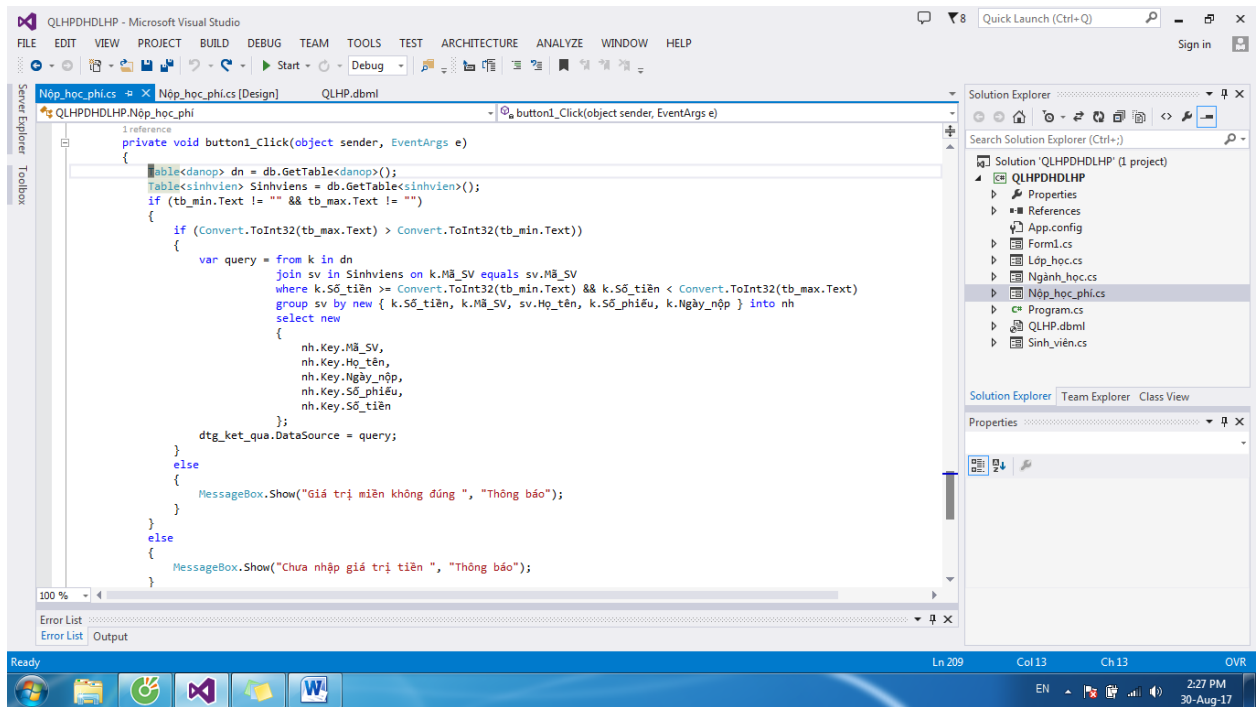 QLHPDHDLHP - Microsoft Visual Studio
8
Quick Launch (Ctrl+Q)
FILE EDIT VIEW PROJECT BUILD DEBUG TEAM TOOLS TEST ARCHITECTURE ANALYZE WINDOW HELP
Sign in
Start
Debug
Server Explorer
Toolbox
Nộp_học_phí.cs
Nộp_học_phí.cs [Design]
QLHP.dbml
QLHPDHDLHP.Nộp_học_phí
button1_Click(object sender, EventArgs e)
1 reference
private void button1_Click(object sender, EventArgs e)
{
Table<danop> dn = db.GetTable<danop>();
Table<sinhvien> Sinhviens = db.GetTable<sinhvien>();
if (tb_min.Text != "" && tb_max.Text != "")
{
if (Convert.ToInt32(tb_max.Text) > Convert.ToInt32(tb_min.Text))
{
var query = from k in dn
join sv in Sinhviens on k.Mã_SV equals sv.Mã_SV
where k.Số_tiền >= Convert.ToInt32(tb_min.Text) && k.Số_tiền < Convert.ToInt32(tb_max.Text)
group sv by new { k.Số_tiền, k.Mã_SV, sv.Họ_tên, k.Số_phiếu, k.Ngày_nộp } into nh
select new
{
nh.Key.Mã_SV,
nh.Key.Họ_tên,
nh.Key.Ngày_nộp,
nh.Key.Số_phiếu,
nh.Key.Số_tiền
};
dtg_ket_qua.DataSource = query;
}
else
{
MessageBox.Show("Giá trị miền không đúng ", "Thông báo");
}
}
else
{
MessageBox.Show("Chưa nhập giá trị tiền ", "Thông báo");
}
100 %
Error List
Error List Output
Solution Explorer
Search Solution Explorer (Ctrl+;)
Solution 'QLHPDHDLHP' (1 project)
QLHPDHDLHP
Properties
References
App.config
Form1.cs
Lớp_học.cs
Ngành_học.cs
Nộp_học_phí.cs
Program.cs
QLHP.dbml
Sinh_viên.cs
Solution Explorer Team Explorer Class View
Properties
Ready
Ln 209 Col 13 Ch 13 OVR
EN
2:27 PM
30-Aug-17